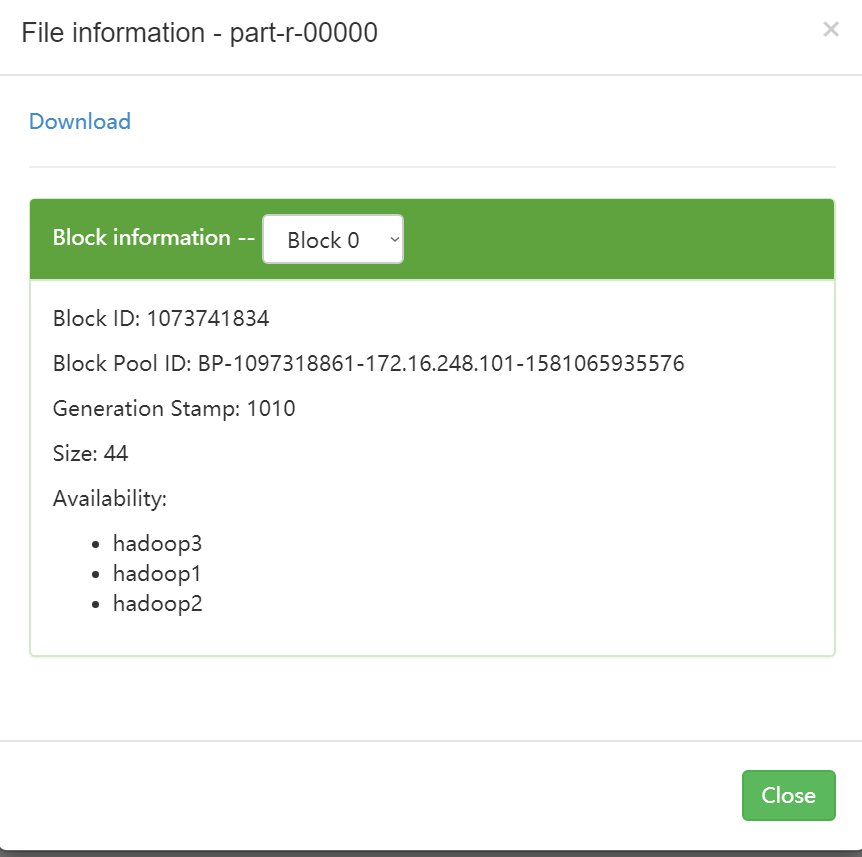 File information - part-r-00000
×
Download
Block information -- Block 0
Block ID: 1073741834
Block Pool ID: BP-1097318861-172.16.248.101-1581065935576
Generation Stamp: 1010
Size: 44
Availability:
• hadoop3
• hadoop1
• hadoop2
Close